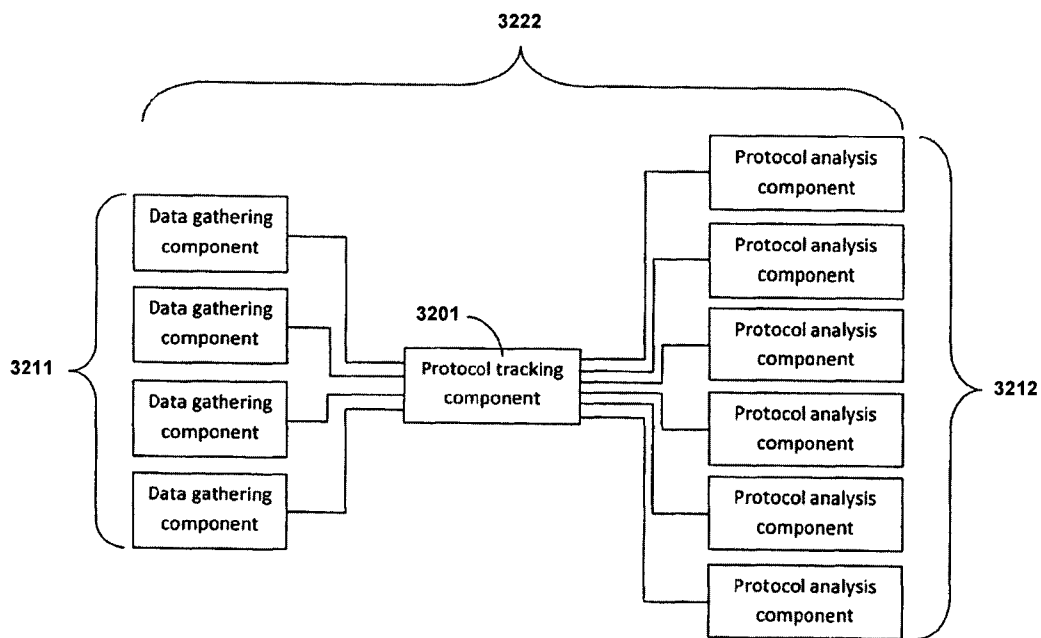 3222
3211
Data gathering
component
Data gathering
component
Data gathering
component
Data gathering
component
3201
Protocol tracking
component
Protocol analysis
component
Protocol analysis
component
Protocol analysis
component
Protocol analysis
component
Protocol analysis
component
Protocol analysis
component
3212